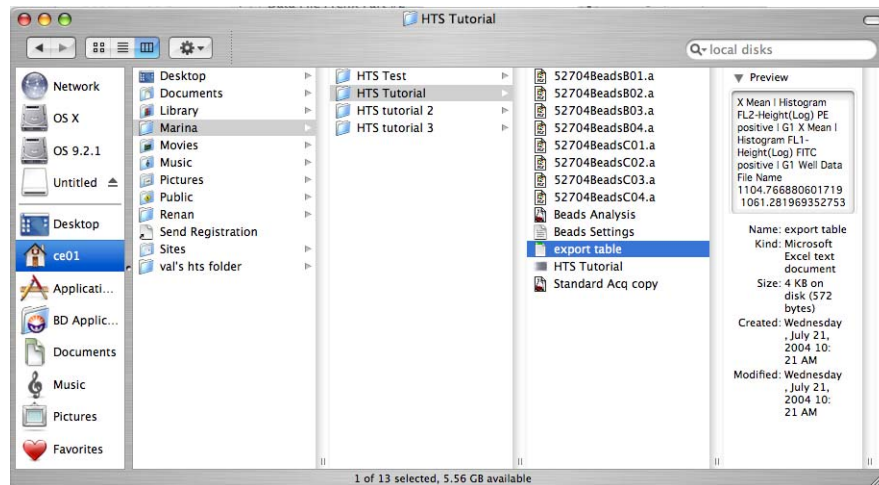 HTS Tutorial
local disks
Network
OS X
OS 9.2.1
Untitled
Desktop
ce01
Applicati...
BD Applic...
Documents
Music
Pictures
Favorites
Desktop
Documents
Library
Marina
Movies
Music
Pictures
Public
Renan
Send Registration
Sites
val's hts folder
HTS Test
HTS Tutorial
HTS tutorial 2
HTS tutorial 3
52704BeadsB01.a
52704BeadsB02.a
52704BeadsB03.a
52704BeadsB04.a
52704BeadsC01.a
52704BeadsC02.a
52704BeadsC03.a
52704BeadsC04.a
Beads Analysis
Beads Settings
export table
HTS Tutorial
Standard Acq copy
Preview
X Mean | Histogram
FL2-Height(Log) PE
positive | G1 X Mean |
Histogram FL1-
Height(Log) FITC
positive | G1 Well Data
File Name
1104.766880601719
1061.281969352753
Name: export table
Kind: Microsoft
Excel text
document
Size: 4 KB on
disk (572
bytes)
Created: Wednesday
, July 21,
2004 10:
21 AM
Modified: Wednesday
, July 21,
2004 10:
21 AM
1 of 13 selected, 5.56 GB available